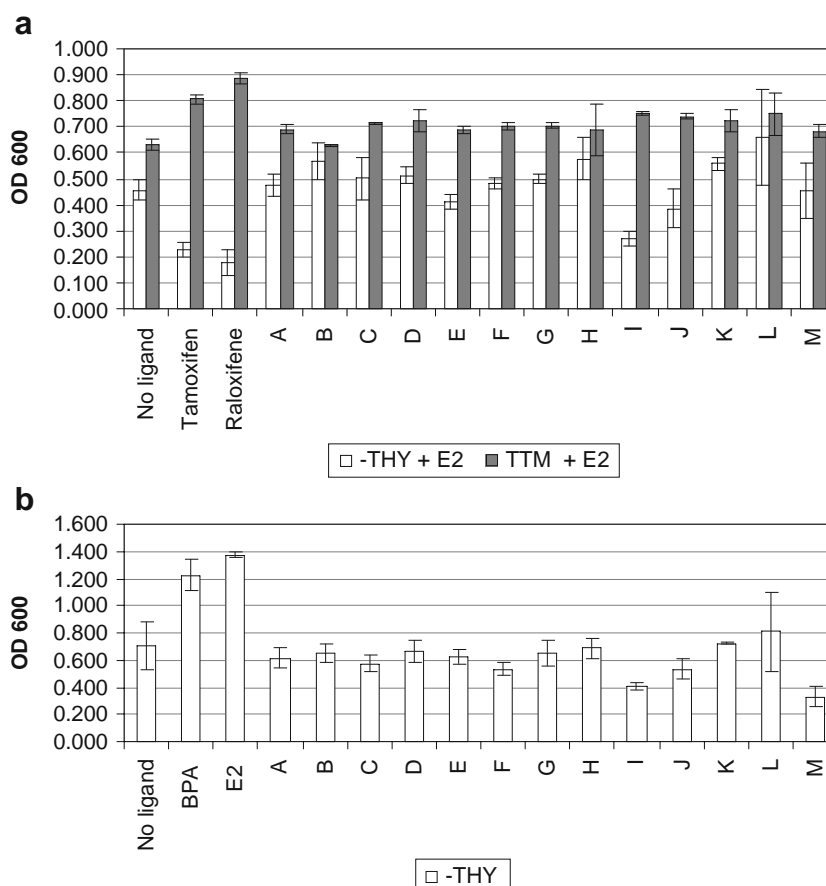 a
1.000
0.900
0.800
0.700
0.600
0.500
0.400
0.300
0.200
0.100
0.000
OD 600
No ligand
Tamoxifen
Raloxifene
A
B
C
D
E
F
G
H
I
J
K
L
M
-THY + E2
TTM + E2
b
1.600
1.400
1.200
1.000
0.800
0.600
0.400
0.200
0.000
OD 600
No ligand
BPA
E2
A
B
C
D
E
F
G
H
I
J
K
L
M
-THY